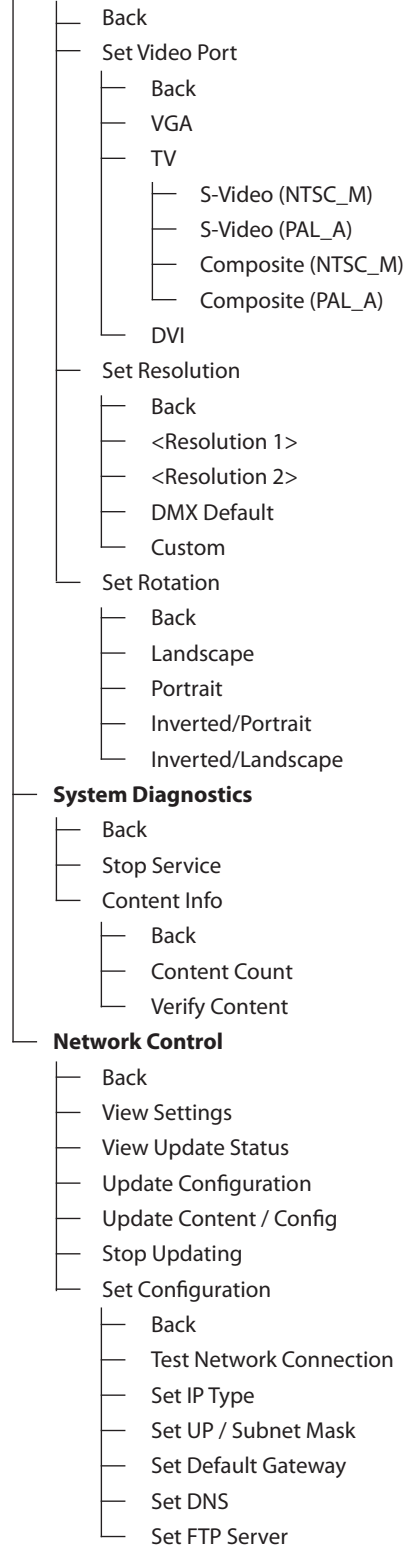 Back
Set Video Port
Back
VGA
TV
S-Video (NTSC_M)
S-Video (PAL_A)
Composite (NTSC_M)
Composite (PAL_A)
DVI
Set Resolution
Back
<Resolution 1>
<Resolution 2>
DMX Default
Custom
Set Rotation
Back
Landscape
Portrait
Inverted/Portrait
Inverted/Landscape
System Diagnostics
Back
Stop Service
Content Info
Back
Content Count
Verify Content
Network Control
Back
View Settings
View Update Status
Update Configuration
Update Content / Config
Stop Updating
Set Configuration
Back
Test Network Connection
Set IP Type
Set UP / Subnet Mask
Set Default Gateway
Set DNS
Set FTP Server